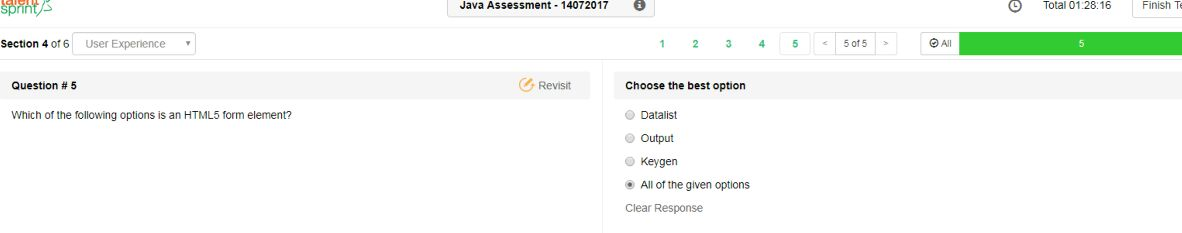 talent
sprint
Java Assessment - 14072017
Total 01:28:16
Finish Te
Section 4 of 6 User Experience
1 2 3 4 5 < 5 of 5 > All 5
Question # 5
Revisit
Which of the following options is an HTML5 form element?
Choose the best option
Datalist
Output
Keygen
All of the given options
Clear Response